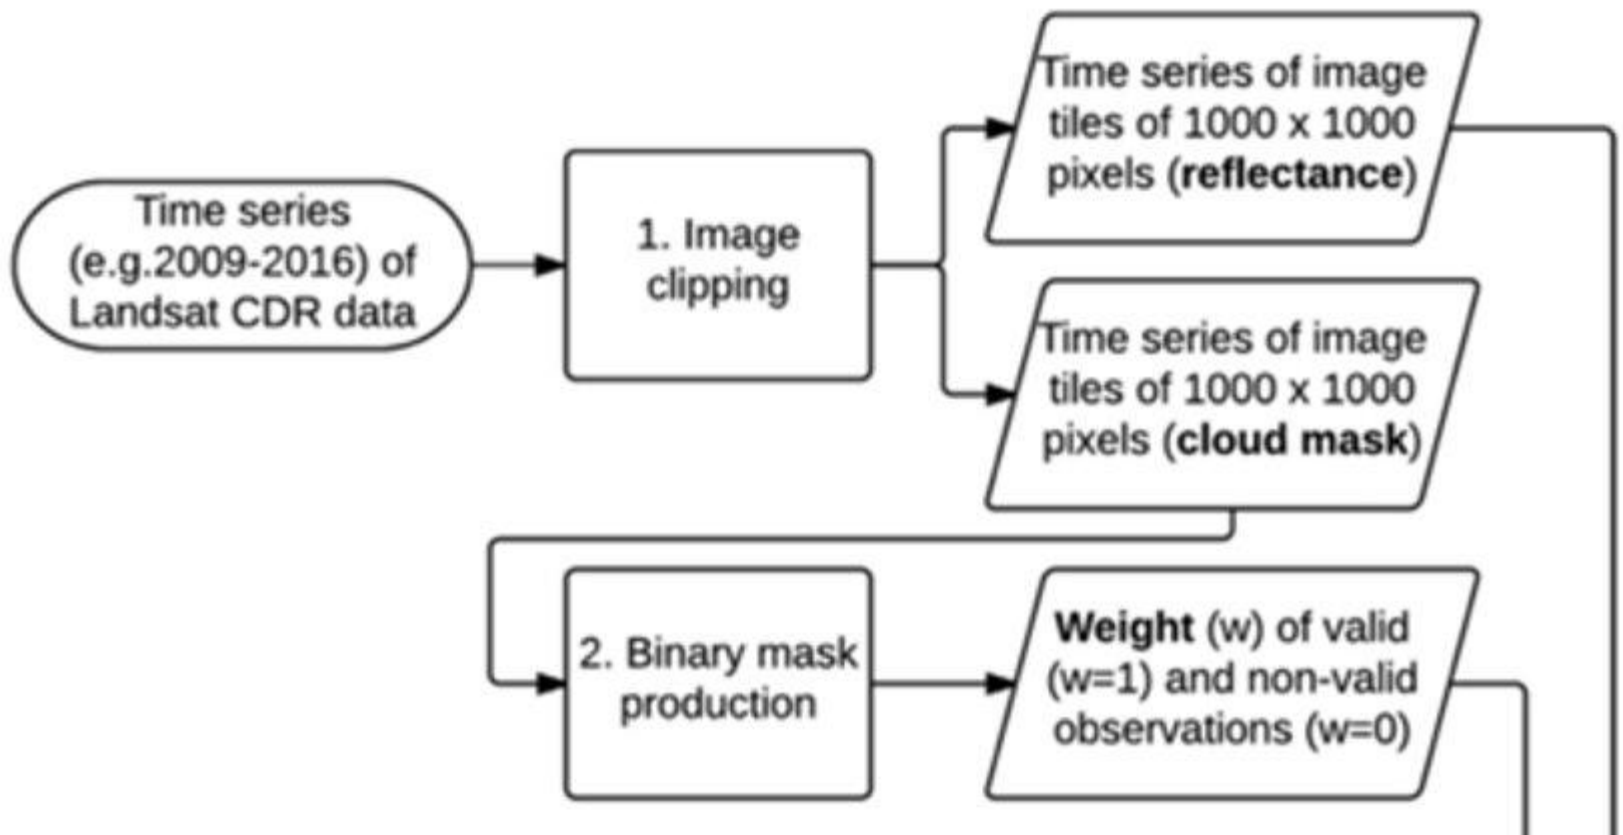 Time series
(e.g.2009-2016) of
Landsat CDR data
1. Image
clipping
Time series of image
tiles of 1000 x 1000
pixels (reflectance)
Time series of image
tiles of 1000 x 1000
pixels (cloud mask)
2. Binary mask
production
Weight (w) of valid
(w=1) and non-valid
observations (w=0)